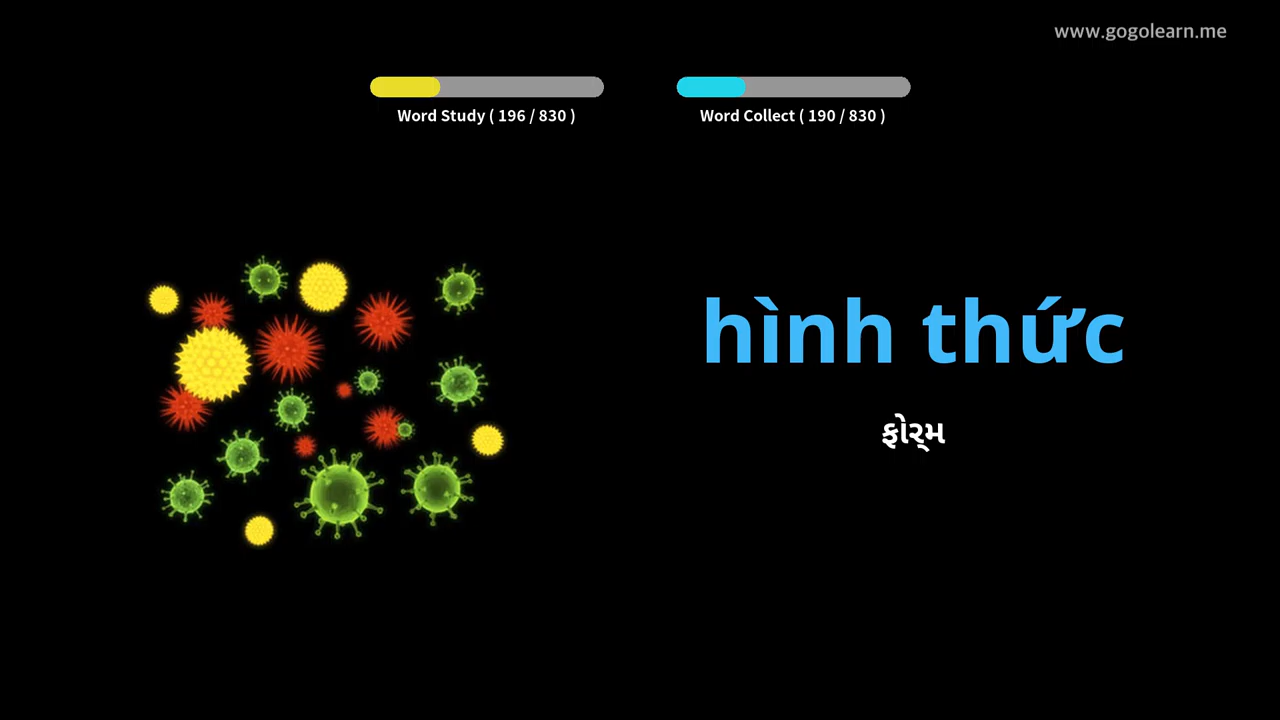 www.gogolearn.me
Word Study ( 196 / 830 )
Word Collect ( 190 / 830 )
hình thức
ફોર્મ